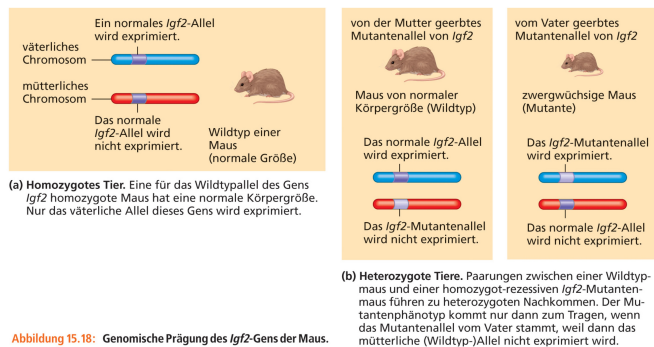 Ein normales Igf2-Allel
wird exprimiert.
väterliches
Chromosom
mütterliches
Chromosom
Das normale
Igf2-Allel wird
nicht exprimiert.
Wildtyp einer
Maus
(normale Größe)
(a) Homozygotes Tier. Eine für das Wildtypallel des Gens
Igf2 homozygote Maus hat eine normale Körpergröße.
Nur das väterliche Allel dieses Gens wird exprimiert.
von der Mutter geerbtes
Mutantenallel von Igf2
Maus von normaler
Körpergröße (Wildtyp)
Das normale Igf2-Allel
wird exprimiert.
Das Igf2-Mutantenallel
wird nicht exprimiert.
vom Vater geerbtes
Mutantenallel von Igf2
zwergwüchsige Maus
(Mutante)
Das Igf2-Mutantenallel
wird exprimiert.
Das normale Igf2-Allel
wird nicht exprimiert.
(b) Heterozygote Tiere. Paarungen zwischen einer Wildtyp-
maus und einer homozygot-rezessiven Igf2-Mutanten-
maus führen zu heterozygoten Nachkommen. Der Mu-
tantenphänotyp kommt nur dann zum Tragen, wenn
das Mutantenallel vom Vater stammt, weil dann das
mütterliche (Wildtyp-)Allel nicht exprimiert wird.
Abbildung 15.18: Genomische Prägung des Igf2-Gens der Maus.